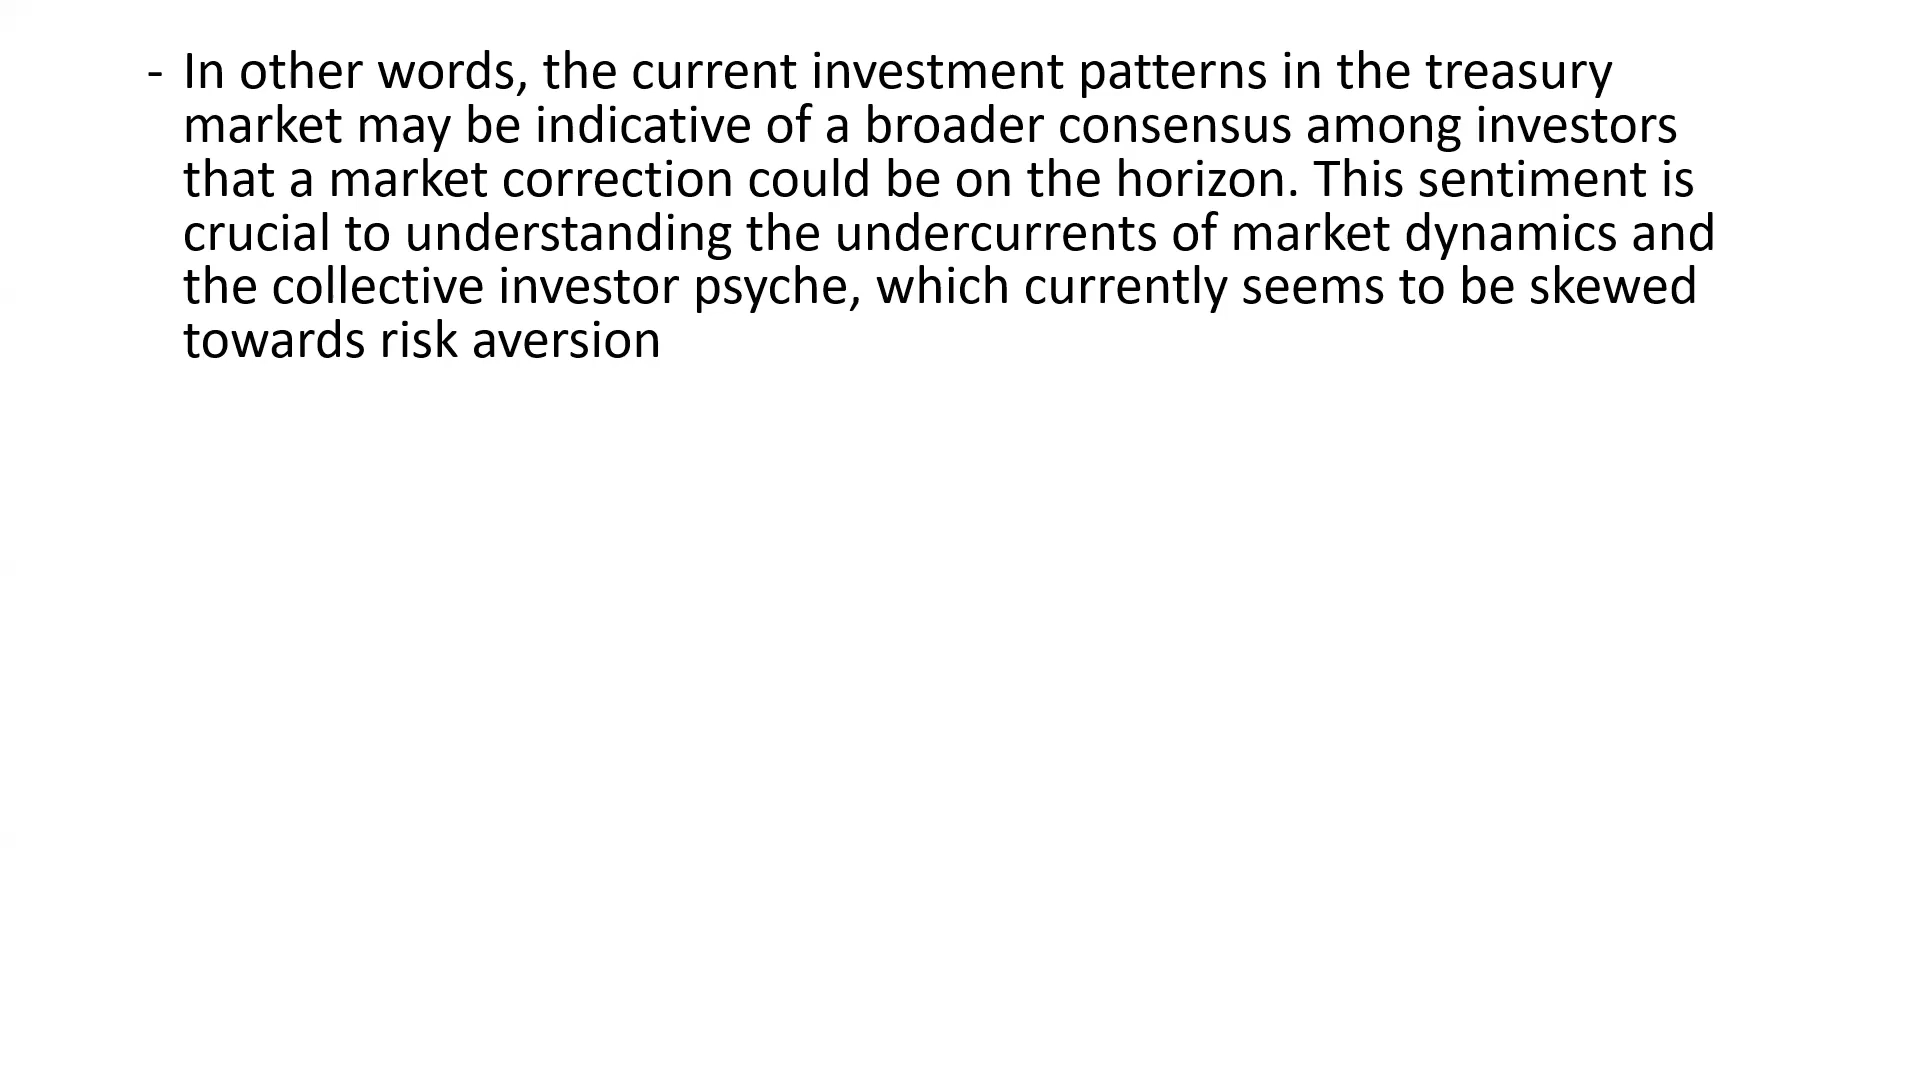 - In other words, the current investment patterns in the treasury
market may be indicative of a broader consensus among investors
that a market correction could be on the horizon. This sentiment is
crucial to understanding the undercurrents of market dynamics and
the collective investor psyche, which currently seems to be skewed
towards risk aversion